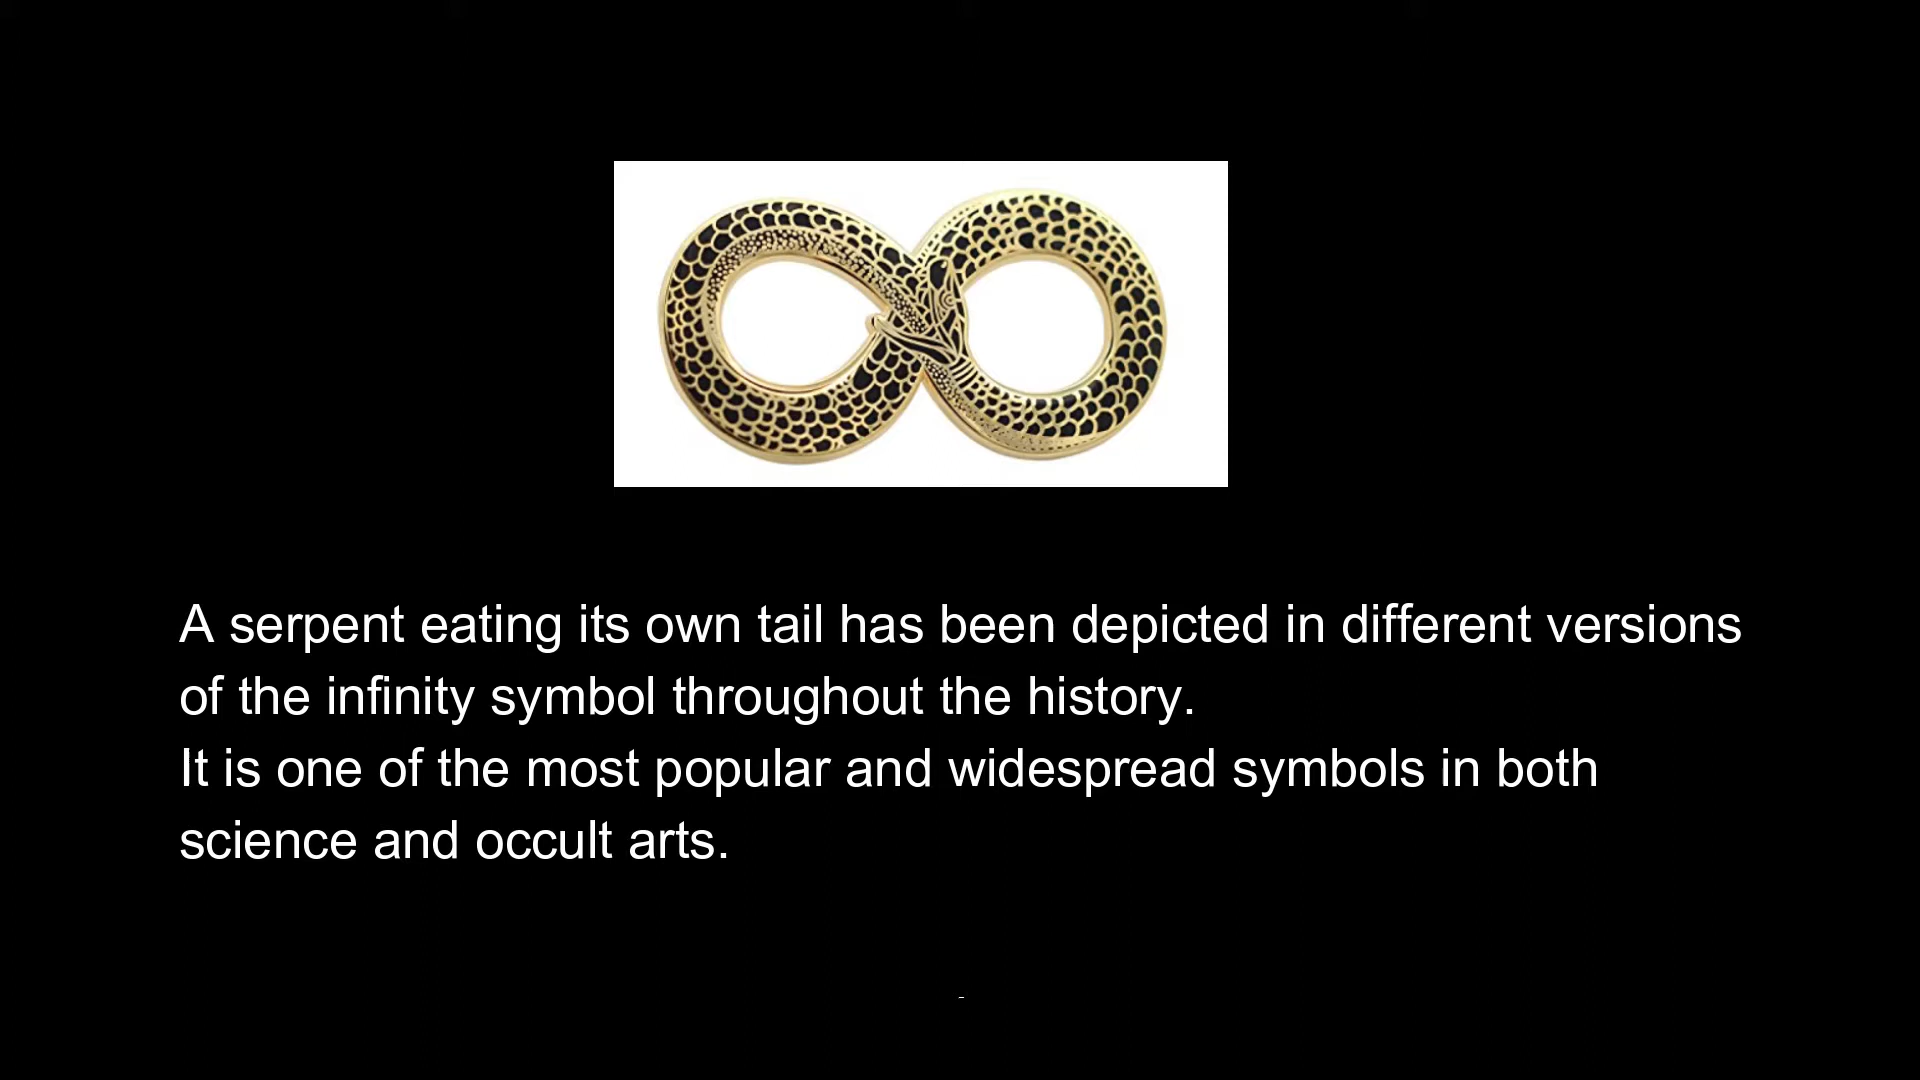 A serpent eating its own tail has been depicted in different versions
of the infinity symbol throughout the history.
It is one of the most popular and widespread symbols in both
science and occult arts.
-